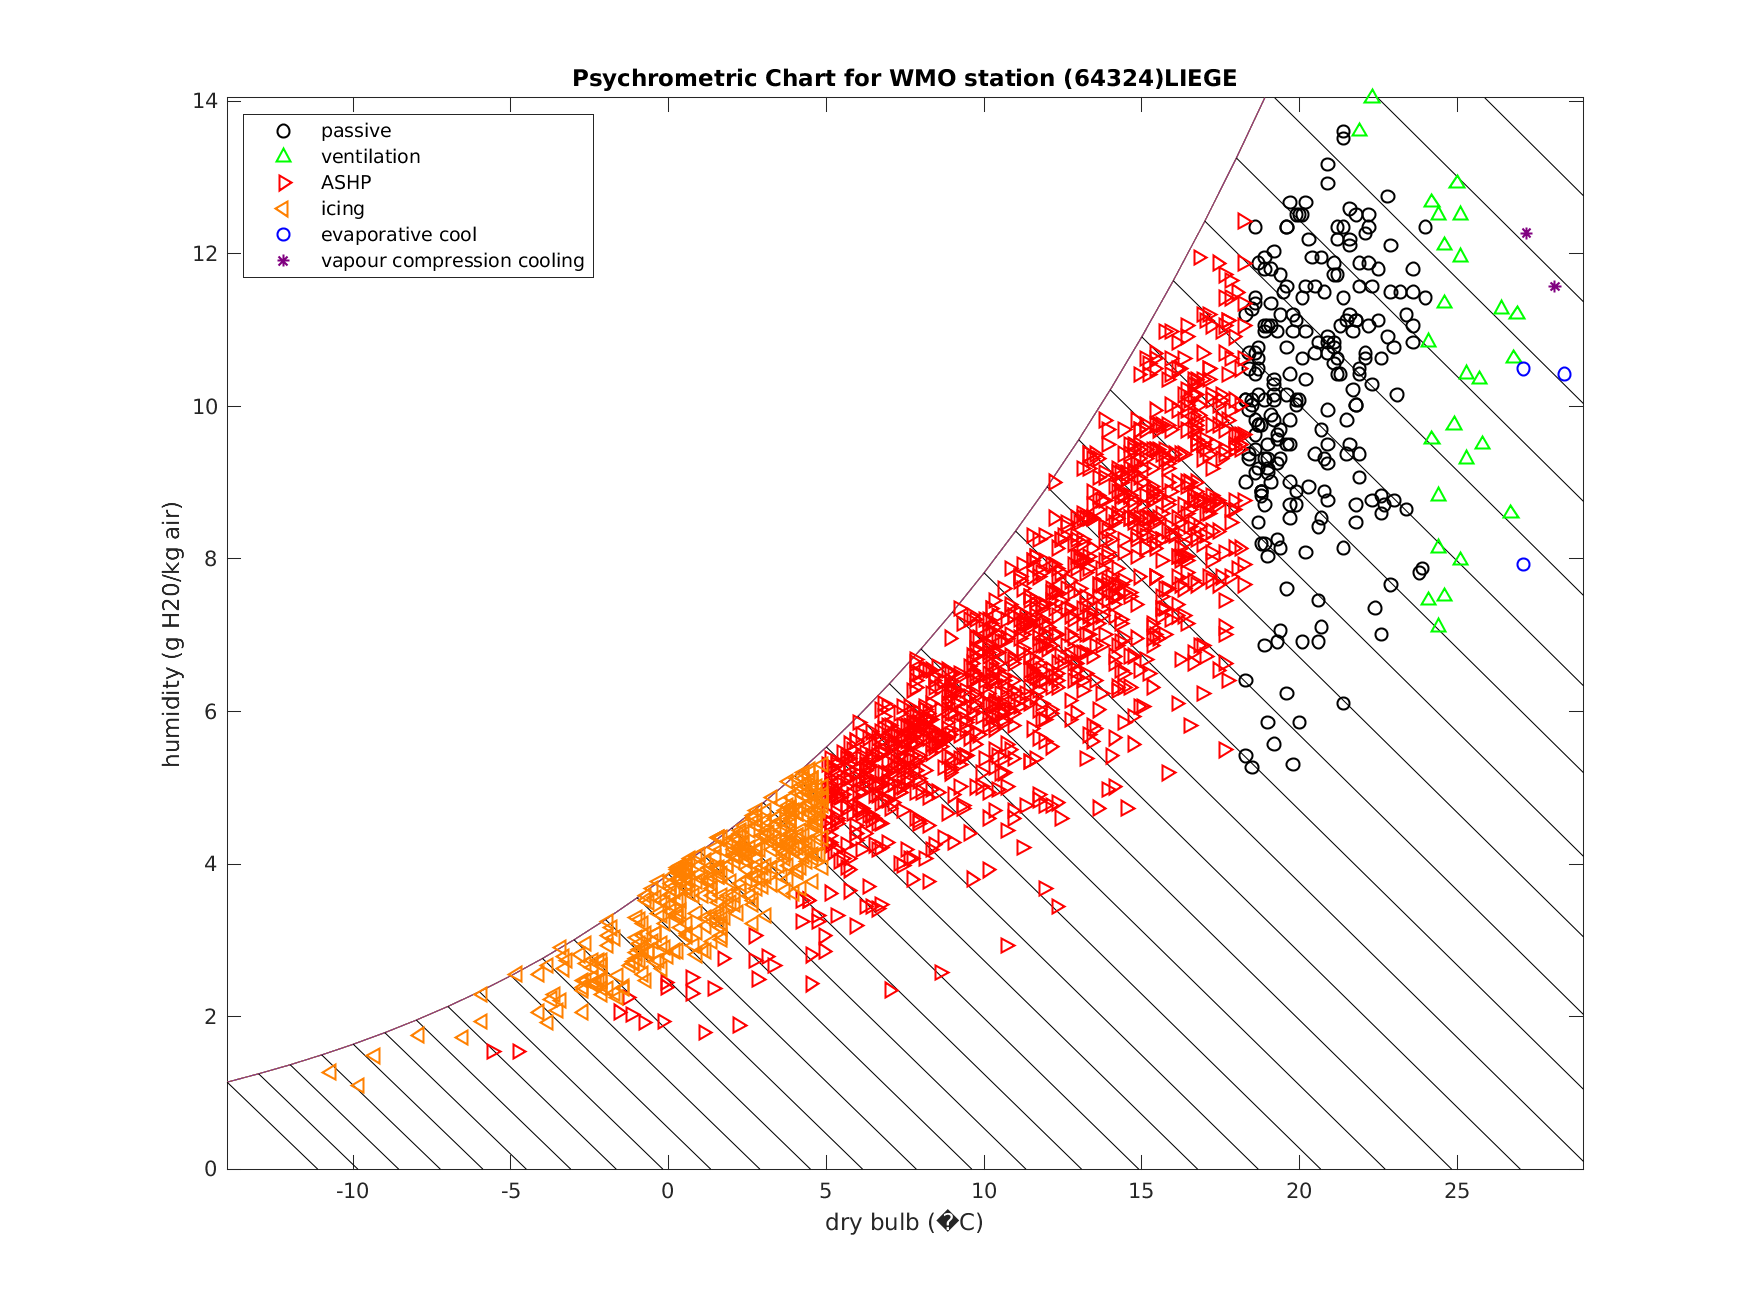 Psychrometric Chart for WMO station (64324)LIEGE
14
12
10
8
6
4
2
0
humidity (g H20/kg air)
passive
ventilation
ASHP
icing
evaporative cool
vapour compression cooling
-10
-5
0
5
10
15
20
25
dry bulb (�C)